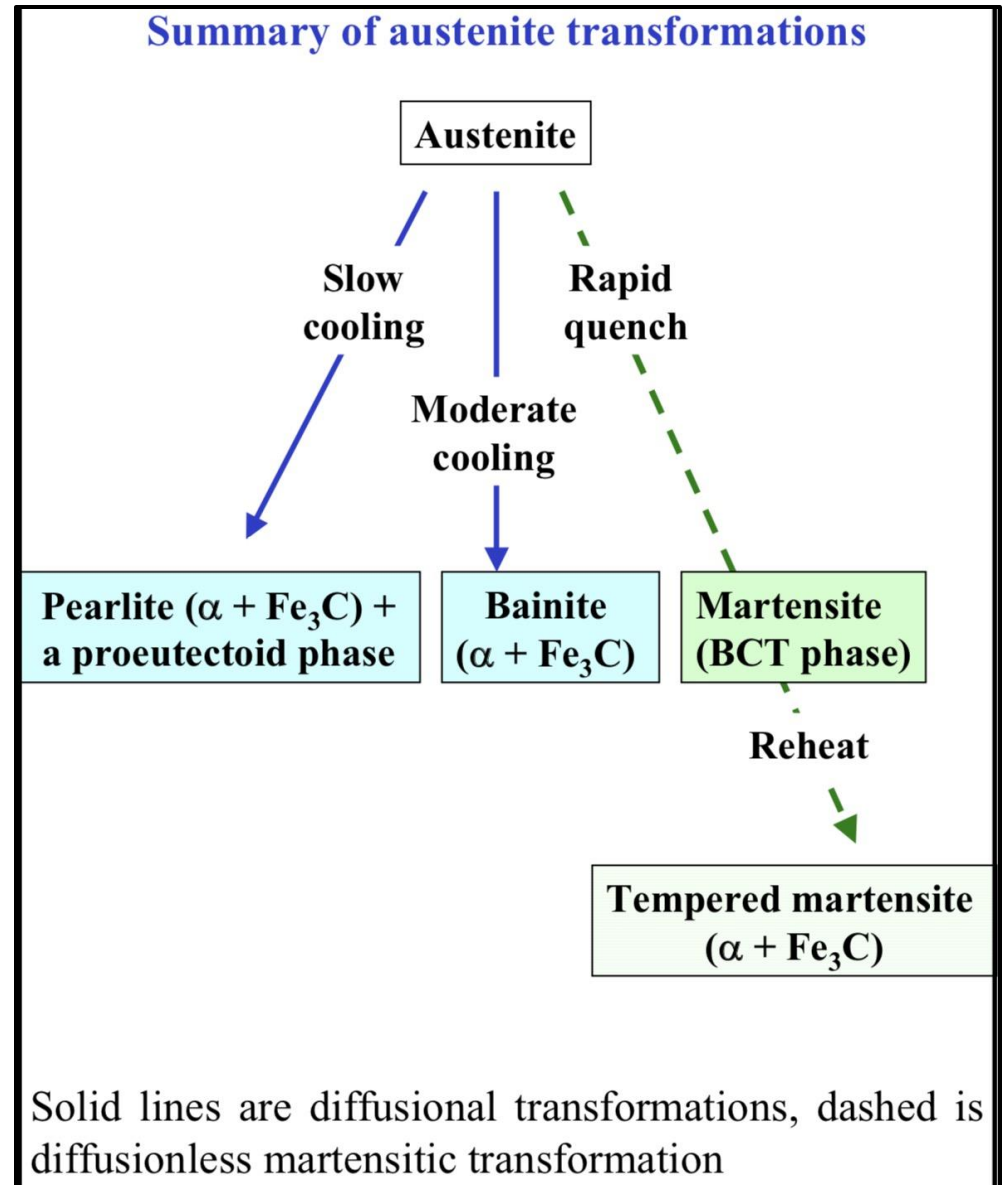 Summary of austenite transformations
Austenite
Slow
cooling
Rapid
quench
Moderate
cooling
Pearlite (α + Fe₃C) +
a proeutectoid phase
Bainite
(α + Fe₃C)
Martensite
(BCT phase)
Reheat
Tempered martensite
(α + Fe₃C)
Solid lines are diffusional transformations, dashed is
diffusionless martensitic transformation